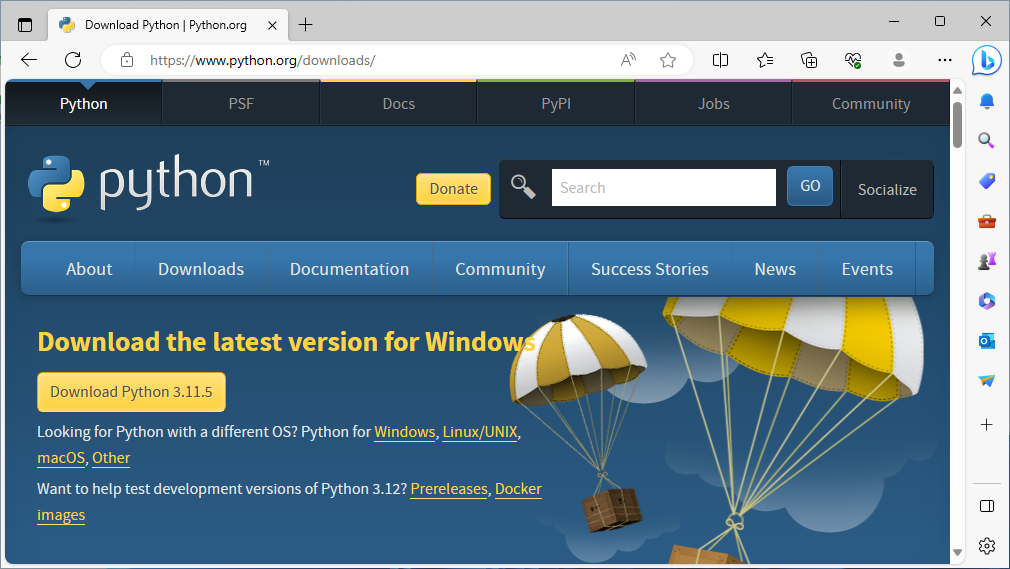 Download Python | Python.org
https://www.python.org/downloads/
Python PSF Docs PyPI Jobs Community
python™
Donate Search GO Socialize
About Downloads Documentation Community Success Stories News Events
Download the latest version for Windows
Download Python 3.11.5
Looking for Python with a different OS? Python for Windows, Linux/UNIX,
macOS, Other
Want to help test development versions of Python 3.12? Prereleases, Docker
images